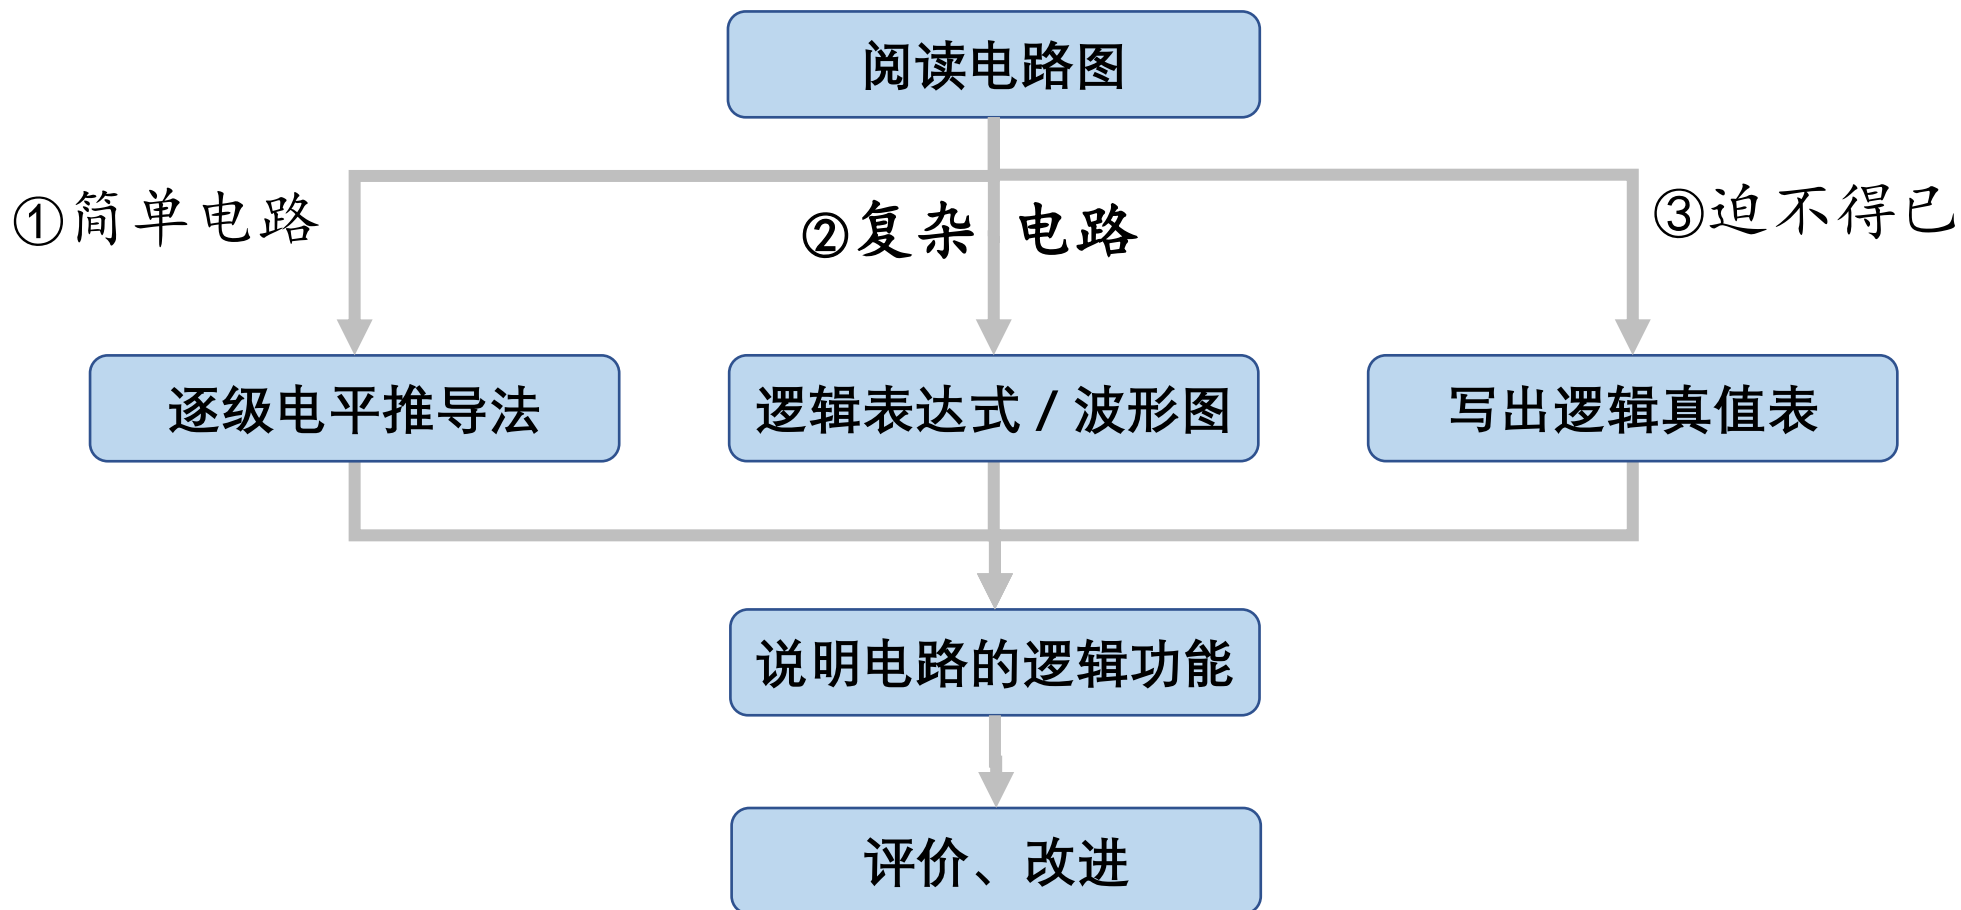 阅读电路图
①简单电路
②复杂 电路
③迫不得已
逐级电平推导法
逻辑表达式 / 波形图
写出逻辑真值表
说明电路的逻辑功能
评价、改进